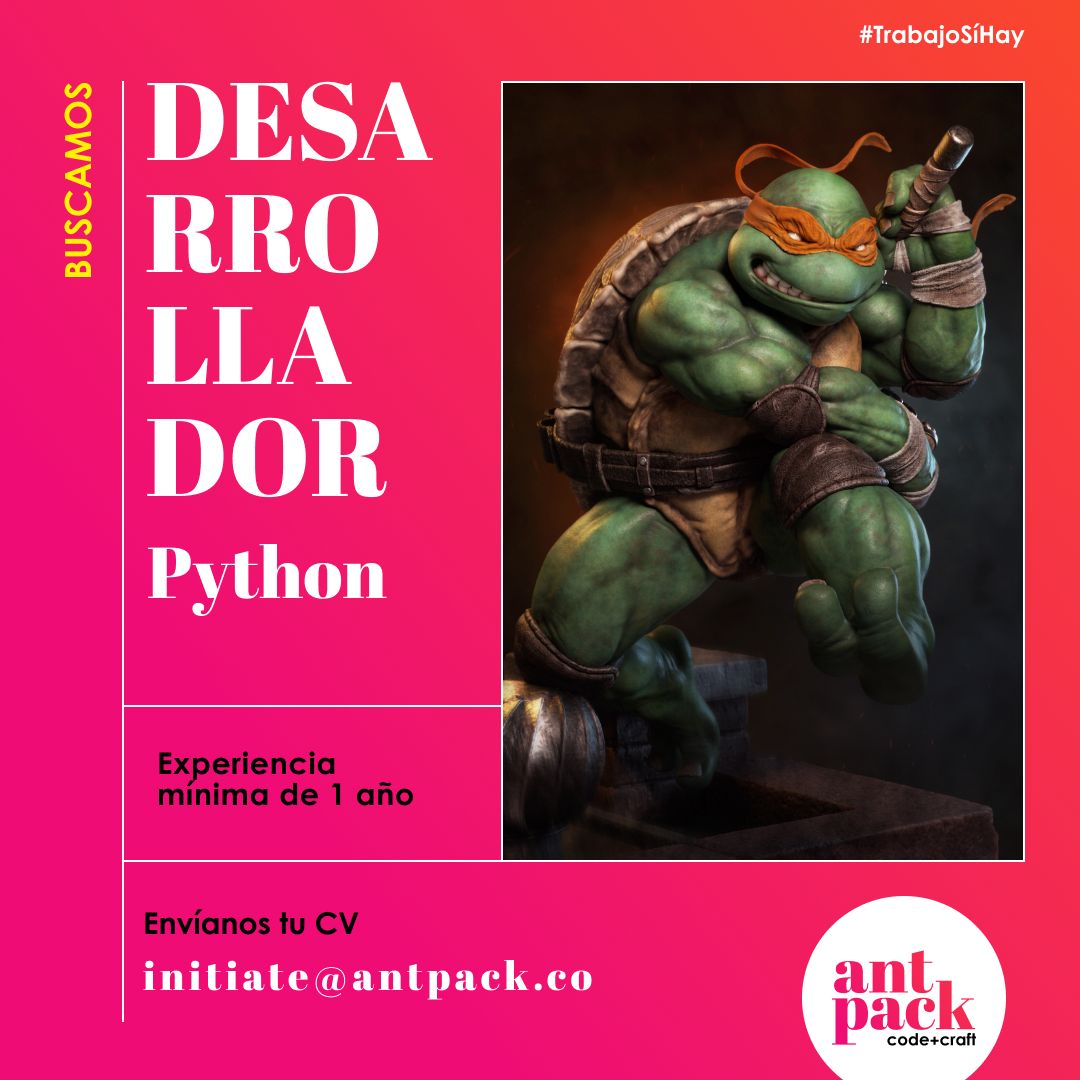 #TrabajoSíHay
BUSCAMOS
DESA
RRO
LLA
DOR
Python
Experiencia
mínima de 1 año
Envíanos tu CV
initiate@antpack.co
ant
pack
code+craft